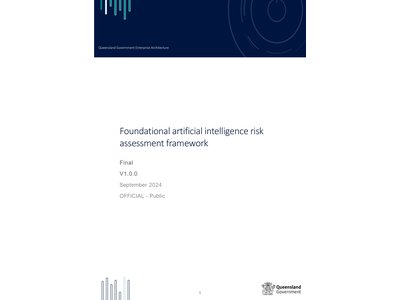 Queensland Government Enterprise Architecture
Foundational artificial intelligence risk
assessment framework
Final
V1.0.0
September 2024
OFFICIAL - Public
Queensland
Government